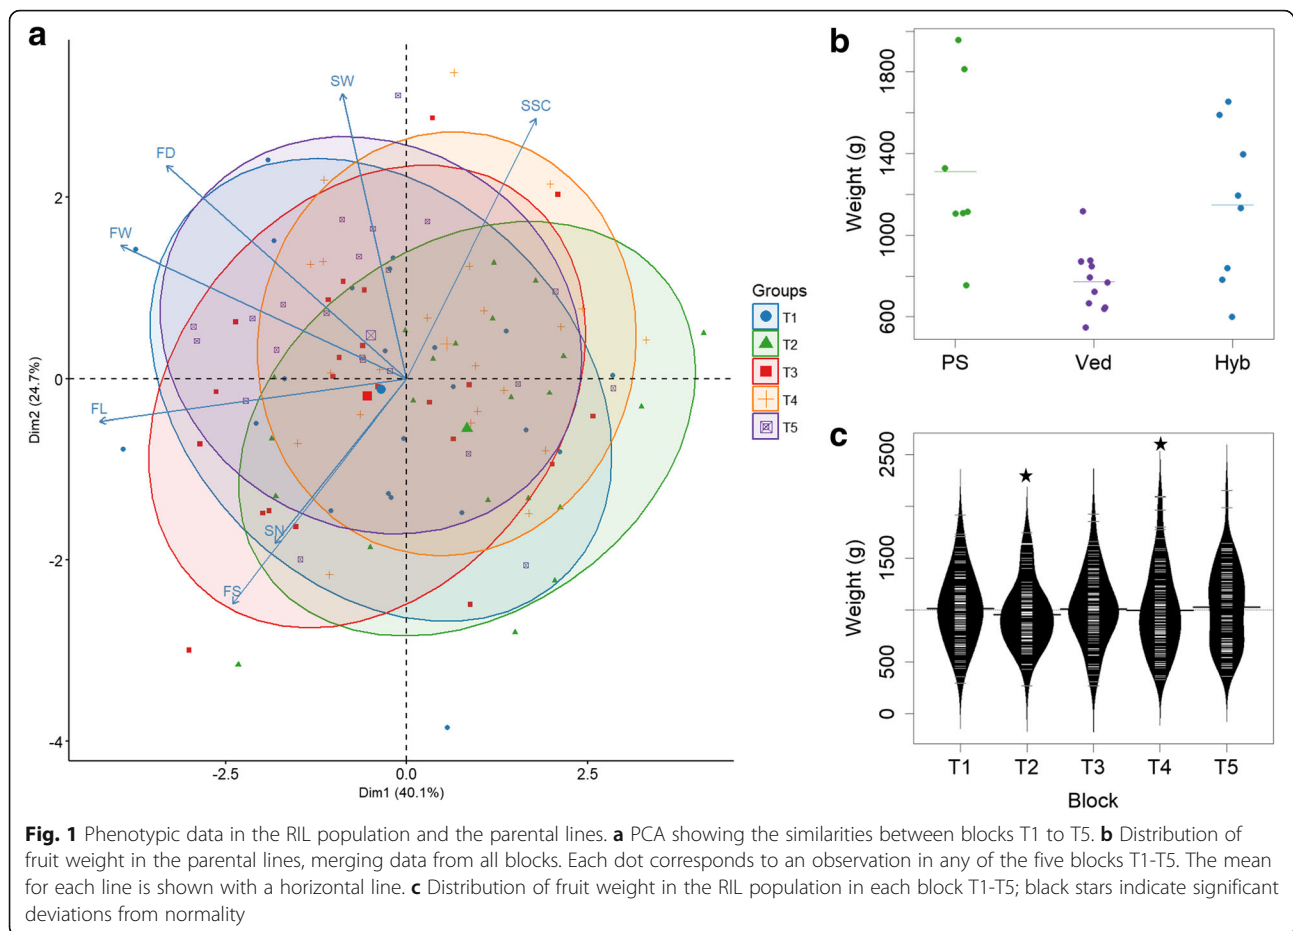 a
SW
SSC
FD
FW
FL
SN
FS
2
0
-2
-4
Dim2 (24.7%)
-2.5
0.0
2.5
Dim1 (40.1%)
Groups
T1
T2
T3
T4
T5
b
Weight (g)
1800
1400
1000
600
PS
Ved
Hyb
c
Weight (g)
2500
1500
500
0
T1
T2
T3
T4
T5
Block
Fig. 1 Phenotypic data in the RIL population and the parental lines. a PCA showing the similarities between blocks T1 to T5. b Distribution of
fruit weight in the parental lines, merging data from all blocks. Each dot corresponds to an observation in any of the five blocks T1-T5. The mean
for each line is shown with a horizontal line. c Distribution of fruit weight in the RIL population in each block T1-T5; black stars indicate significant
deviations from normality